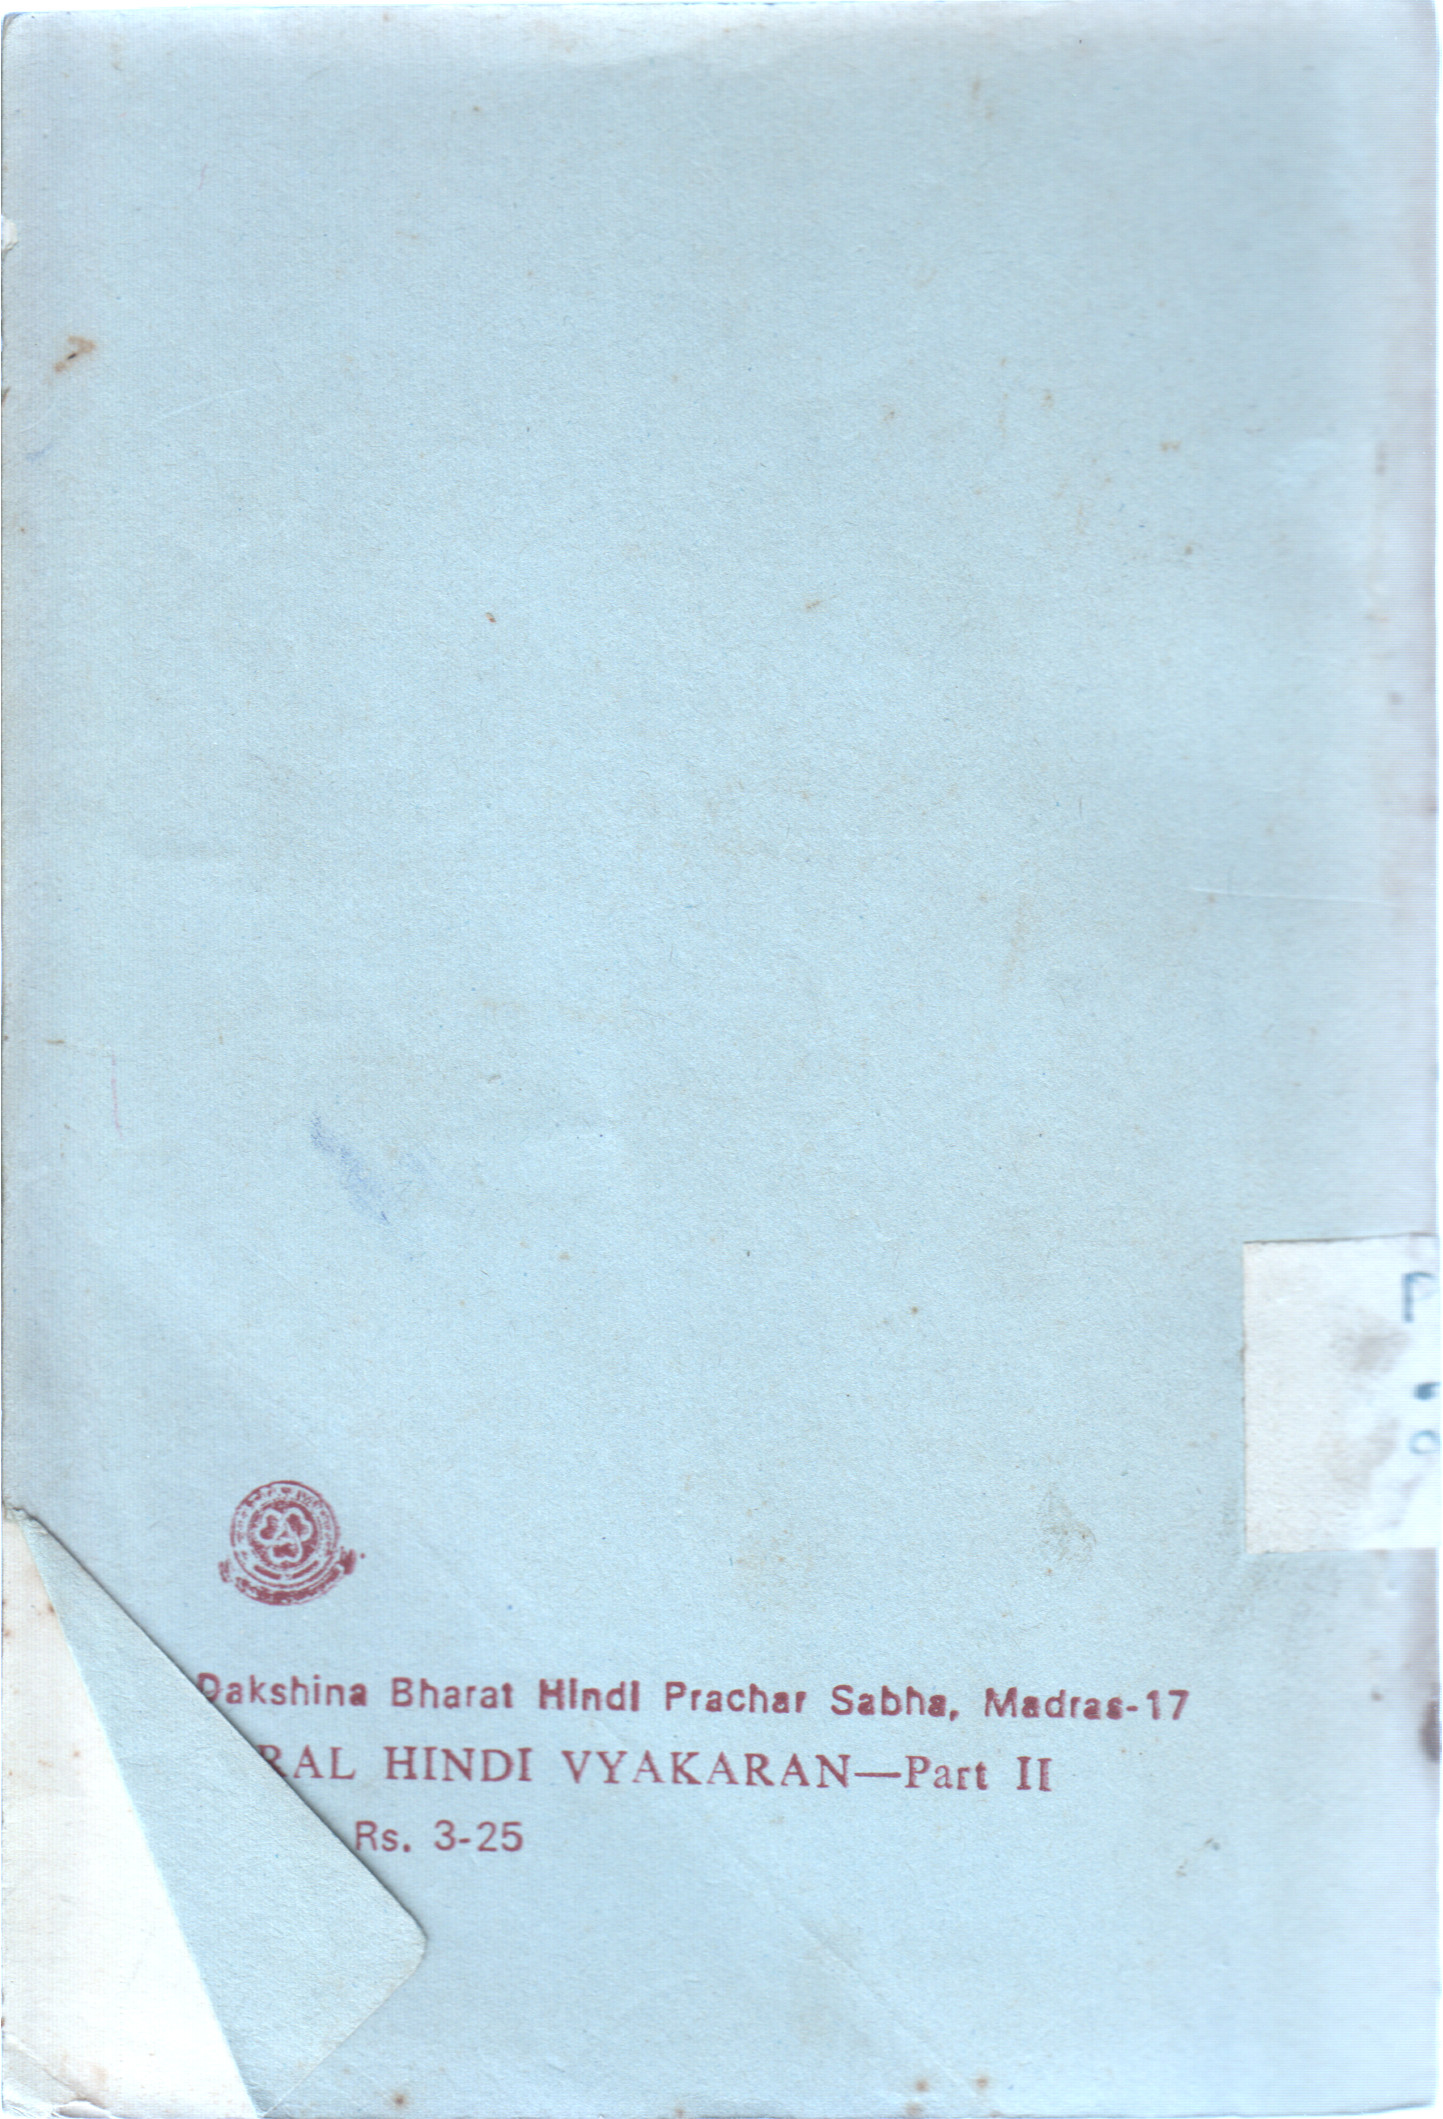 Dakshina Bharat Hindi Prachar Sabha, Madras-17
RAL HINDI VYAKARAN—Part II
Rs. 3-25